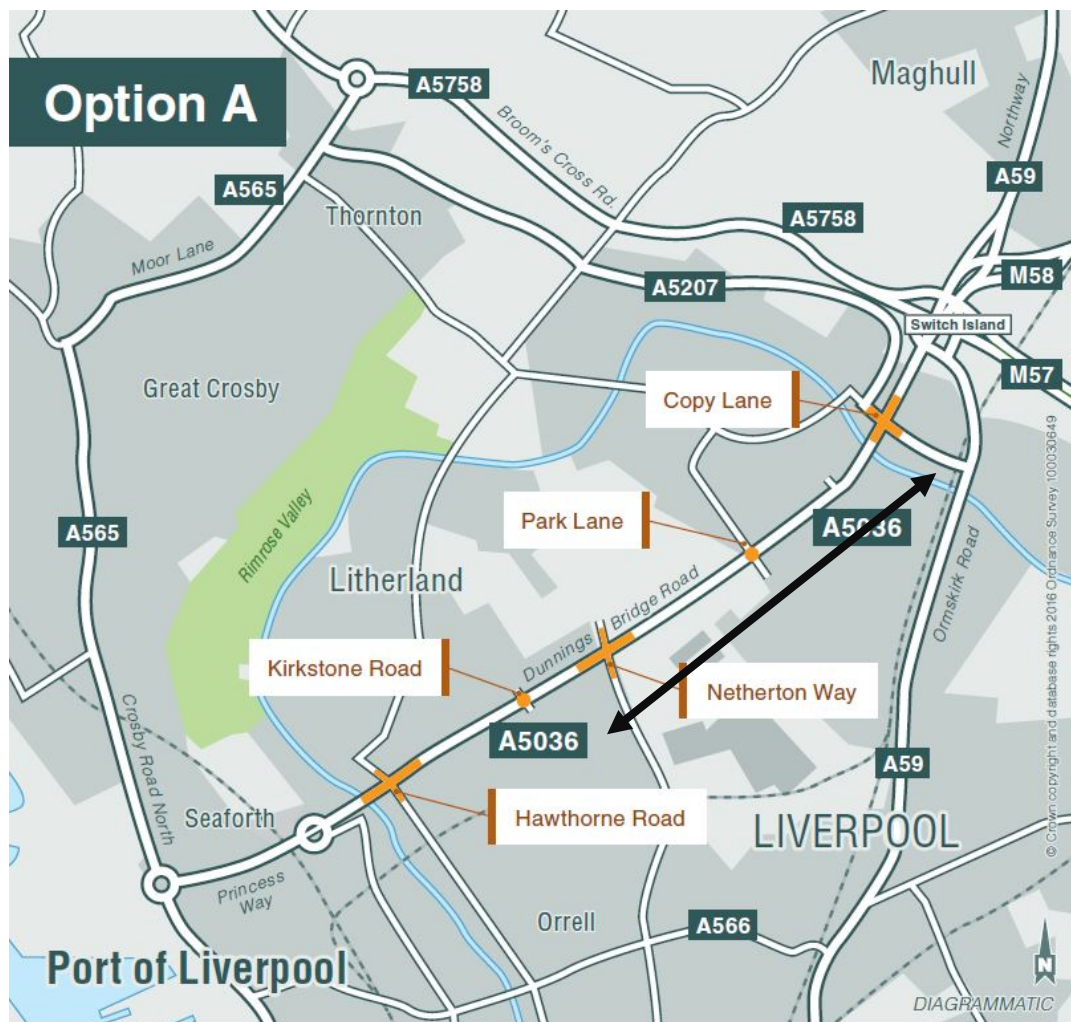 Option A
Maghull
A5758
Northway
Broom's Cross Rd.
A59
A565
Thornton
A5758
Moor Lane
M58
A5207
Switch Island
M57
Great Crosby
Copy Lane
Rimrose Valley
A565
Park Lane
A5036
Litherland
Dunnings Bridge Road
Ormskirk Road
Kirkstone Road
Netherton Way
A5036
Crosby Road North
A59
Seaforth
Hawthorne Road
LIVERPOOL
Princess
Way
Orrell
A566
Port of Liverpool
N
DIAGRAMMATIC
© Crown copyright and database rights 2016 Ordnance Survey 100030649